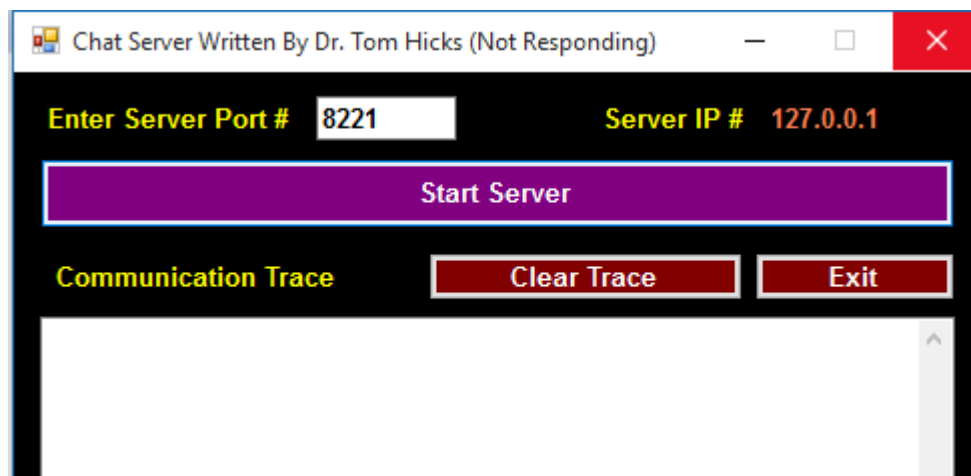 Chat Server Written By Dr. Tom Hicks (Not Responding)
Enter Server Port # 8221 Server IP # 127.0.0.1
Start Server
Communication Trace Clear Trace Exit